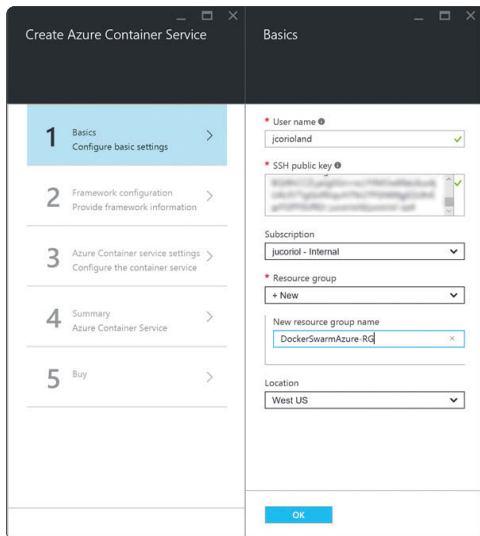 Create Azure Container Service
1
Basics
Configure basic settings
2
Framework configuration
Provide framework information
3
Azure Container service settings
Configure the container service
4
Summary
Azure Container Service
5
Buy
Basics
* User name
jcorioland
* SSH public key
Subscription
jucoriol - Internal
* Resource group
+ New
New resource group name
DockerSwarmAzure-RG
Location
West US
OK